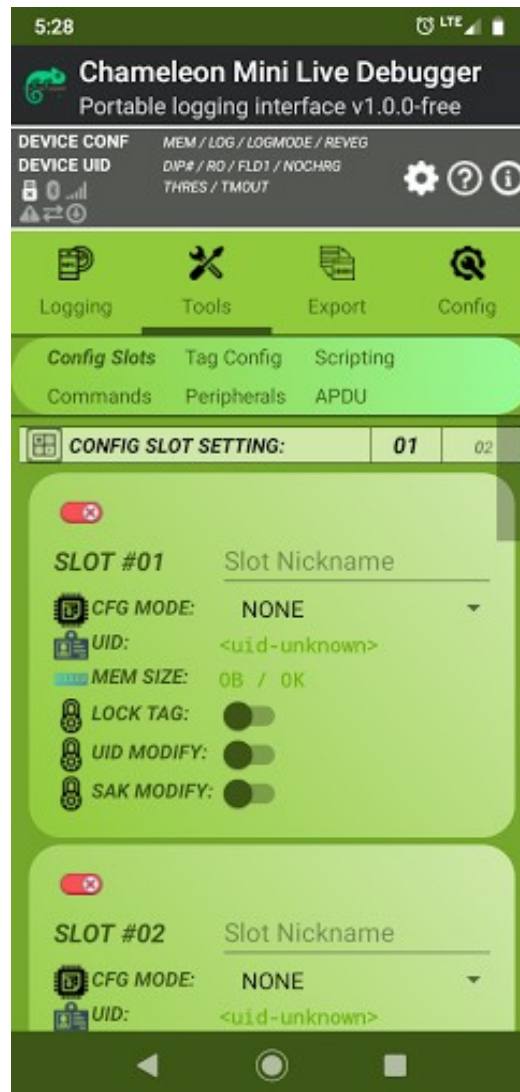 5:28 LTE
Chameleon Mini Live Debugger
Portable logging interface v1.0.0-free
DEVICE CONF MEM / LOG / LOGMODE / REVEG
DEVICE UID DIP# / RO / FLD1 / NOCHRG
THRES / TMOUT
Logging Tools Export Config
Config Slots Tag Config Scripting
Commands Peripherals APDU
CONFIG SLOT SETTING: 01 02
SLOT #01 Slot Nickname
CFG MODE: NONE
UID: <uid-unknown>
MEM SIZE: 0B / 0K
LOCK TAG:
UID MODIFY:
SAK MODIFY:
SLOT #02 Slot Nickname
CFG MODE: NONE
UID: <uid-unknown>